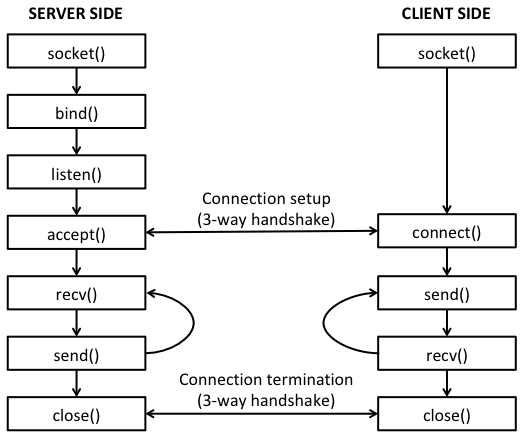 SERVER SIDE
CLIENT SIDE
socket()
socket()
bind()
listen()
Connection setup
(3-way handshake)
accept()
connect()
recv()
send()
send()
recv()
Connection termination
(3-way handshake)
close()
close()